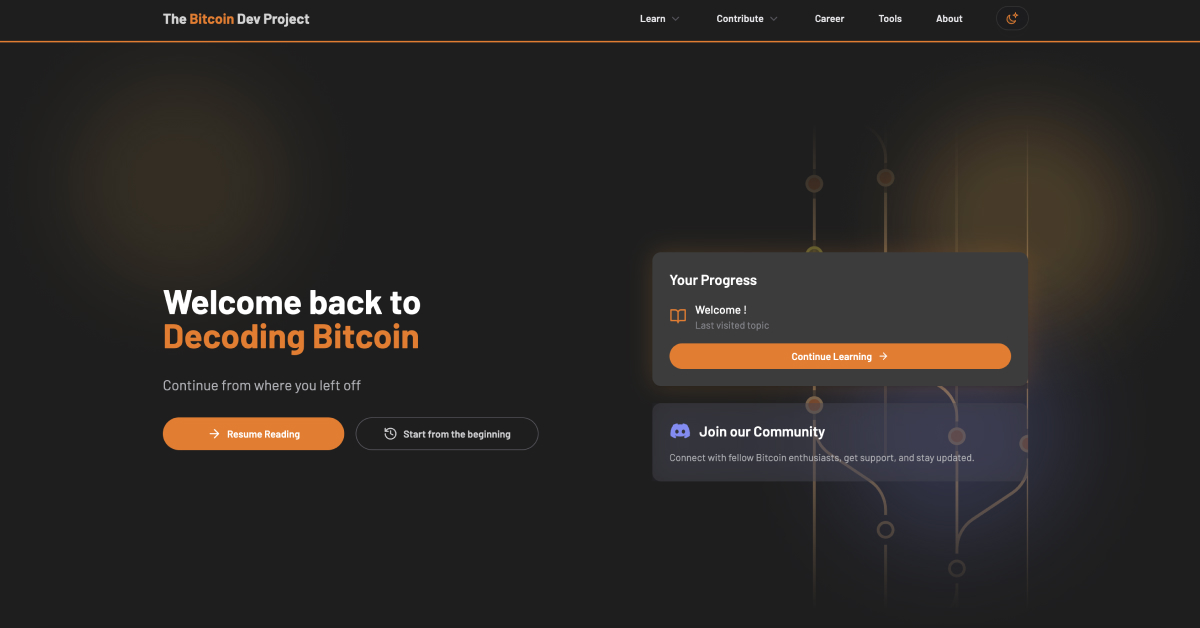 The Bitcoin Dev Project
Learn
Contribute
Career
Tools
About
Welcome back to
Decoding Bitcoin
Continue from where you left off
Resume Reading
Start from the beginning
Your Progress
Welcome !
Last visited topic
Continue Learning
Join our Community
Connect with fellow Bitcoin enthusiasts, get support, and stay updated.